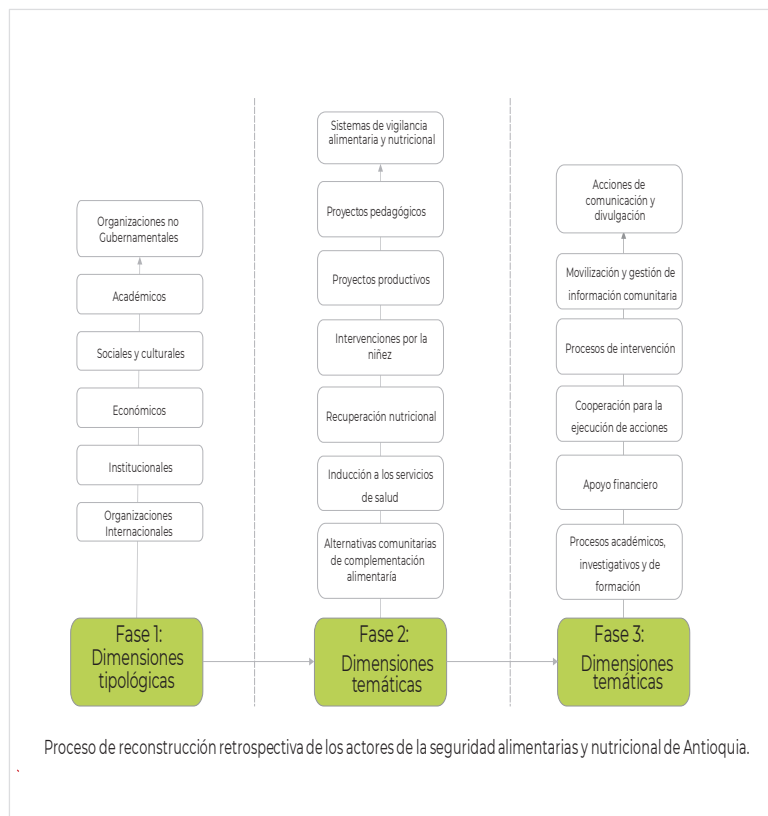 Organizaciones no
Gubernamentales
Académicos
Sociales y culturales
Económicos
Institucionales
Organizaciones
Internacionales
Fase 1:
Dimensiones
tipológicas
Sistemas de vigilancia
alimentaria y nutricional
Proyectos pedagógicos
Proyectos productivos
Intervenciones por la
niñez
Recuperación nutricional
Inducción a los servicios
de salud
Alternativas comunitarias
de complementación
alimentaría
Fase 2:
Dimensiones
temáticas
Acciones de
comunicación y
divulgación
Movilización y gestión de
información comunitaria
Procesos de intervención
Cooperación para la
ejecución de acciones
Apoyo financiero
Procesos académicos,
investigativos y de
formación
Fase 3:
Dimensiones
temáticas
Proceso de reconstrucción retrospectiva de los actores de la seguridad alimentarias y nutricional de Antioquia.